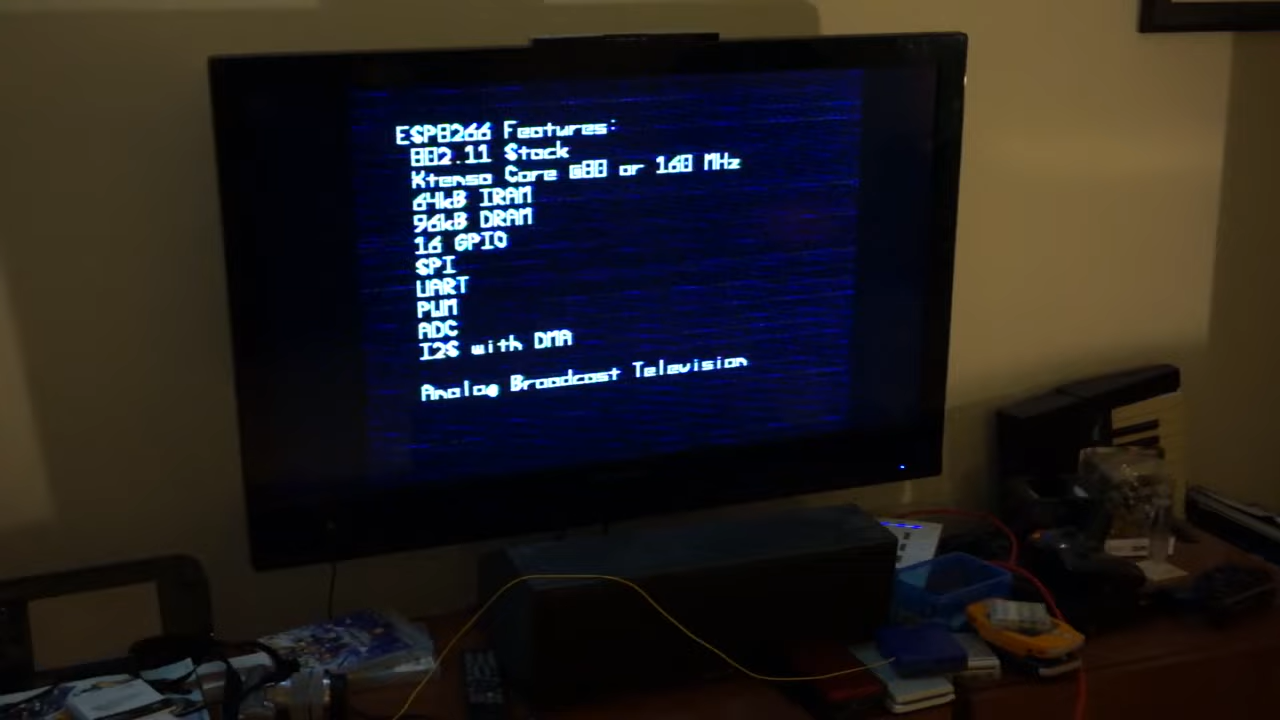 ESP8266 Features:
802.11 Stack
Xtensa Core @80 or 160 MHz
64kB IRAM
96kB DRAM
16 GPIO
SPI
UART
PWM
ADC
I2S with DMA
Analog Broadcast Television